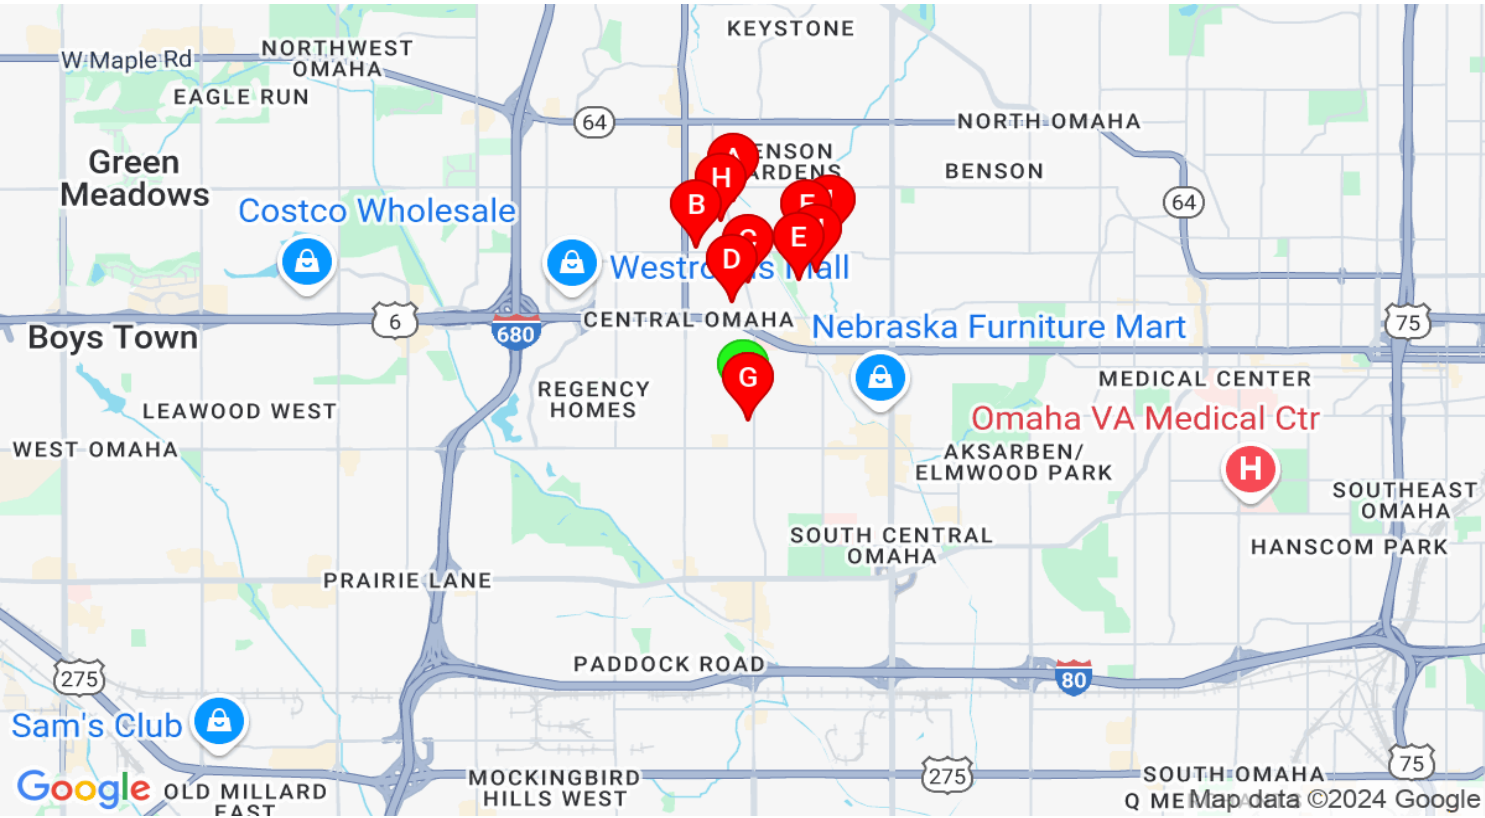 KEYSTONE
NORTHWEST
OMAHA
W Maple Rd
EAGLE RUN
64
NORTH OMAHA
Green
Meadows
BENSON
H
B
E
D
64
Costco Wholesale
Mall
6
680
CENTRAL OMAHA
Boys Town
Nebraska Furniture Mart
75
G
REGENCY
HOMES
MEDICAL CENTER
LEAWOOD WEST
Omaha VA Medical Ctr
WEST OMAHA
AKSARBEN/
ELMWOOD PARK
H
SOUTHEAST
OMAHA
SOUTH CENTRAL
OMAHA
HANSCOM PARK
PRAIRIE LANE
PADDOCK ROAD
275
80
Sam's Club
MOCKINGBIRD
HILLS WEST
275
SOUTH OMAHA
75
Google
OLD MILLARD
EAST
Q ME
Map data ©2024 Google